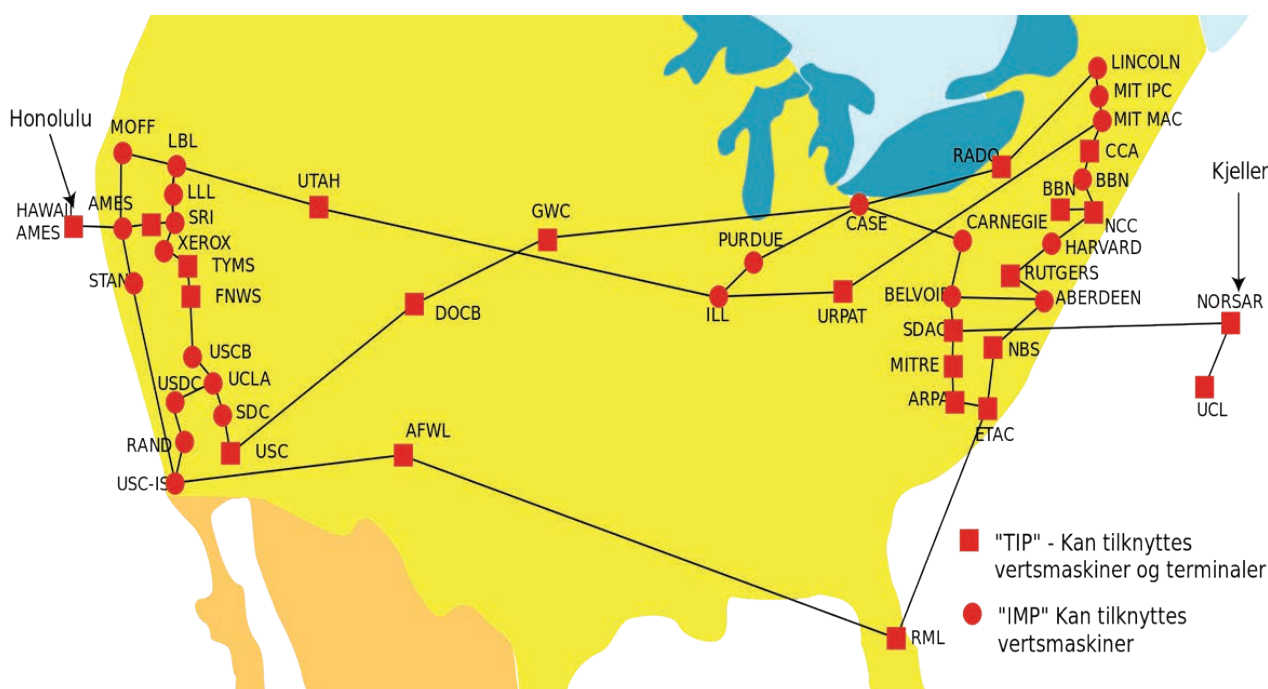 LINCOLN
MIT IPC
MIT MAC
Honolulu
MOFF
LBL
RADO
CCA
Kjeller
UTAH
LLL
BBN
BBN
HAWAII
AMES
AMES
SRI
GWC
CASE
CARNEGIE
NCC
XEROX
PURDUE
HARVARD
TYMS
RUTGERS
STAN
FNWS
BELVOIR
ABERDEEN
NORSAR
DOCB
ILL
URPAT
SDAC
NBS
USCB
MITRE
USDC
UCLA
ARPA
UCL
SDC
ETAC
RAND
USC
AFWL
USC-IS
"TIP" - Kan tilknyttes
vertsmaskiner og terminaler
"IMP" Kan tilknyttes
vertsmaskiner
RML